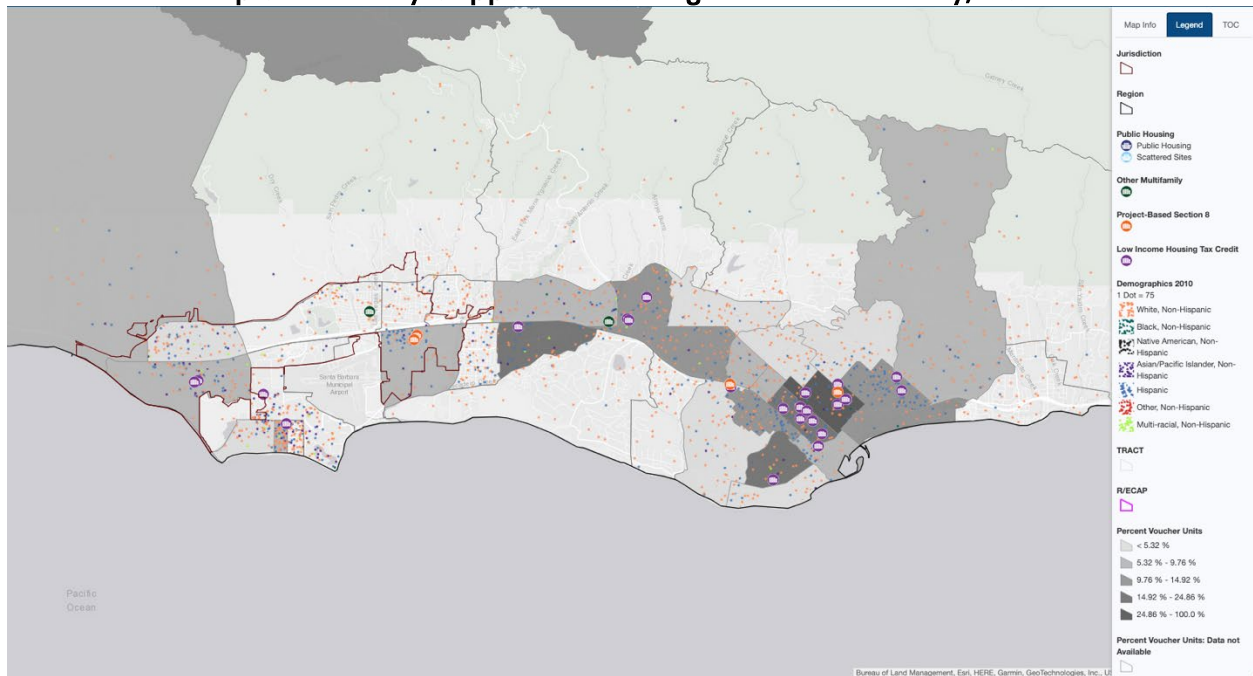 Map Info Legend TOC
Jurisdiction
Region
Public Housing
Public Housing
Scattered Sites
Other Multifamily
Project-Based Section 8
Low Income Housing Tax Credit
Demographics 2010
1 Dot = 75
White, Non-Hispanic
Black, Non-Hispanic
Native American, Non-
Hispanic
Asian/Pacific Islander, Non-
Hispanic
Hispanic
Other, Non-Hispanic
Multi-racial, Non-Hispanic
TRACT
R/ECAP
Percent Voucher Units
< 5.32 %
5.32 % - 9.76 %
9.76 % - 14.92 %
14.92 % - 24.86 %
24.86 % - 100.0 %
Percent Voucher Units: Data not
Available
Santa Barbara
Municipal
Airport
Pacific
Ocean
Bureau of Land Management, Esri, HERE, Garmin, GeoTechnologies, Inc.,